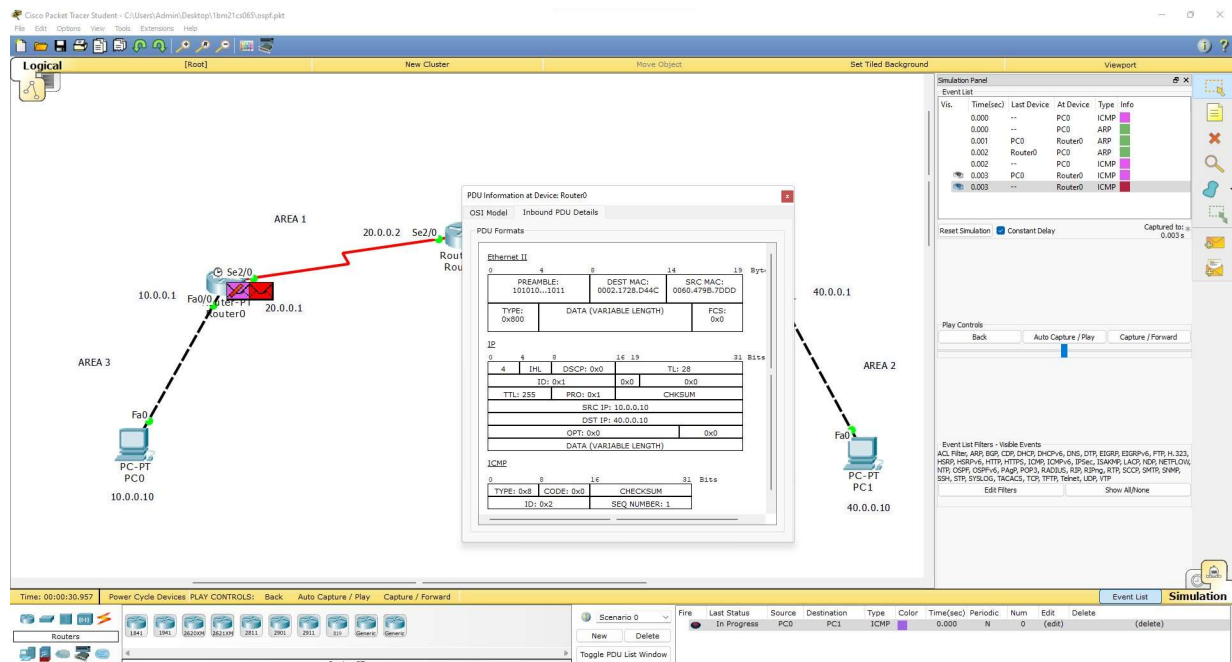 Cisco Packet Tracer Student - C:\Users\Admin\Desktop\1bm21cs065\ospf.pkt
File Edit Options View Tools Extensions Help
Logical [Root] New Cluster Move Object Set Tiled Background Viewport
AREA 1
20.0.0.2 Se2/0
Se2/0
10.0.0.1 Fa0/0
Router0
20.0.0.1
AREA 3
Fa0
PC-PT
PC0
10.0.0.10
PDU Information at Device: Router0
OSI Model Inbound PDU Details
PDU Formats
Ethernet II
0 4 8 14 19 Byte
PREAMBLE: 101010...1011 DEST MAC: 0002.1728.D44C SRC MAC: 0060.479B.7DDD
TYPE: 0x800 DATA (VARIABLE LENGTH) FCS: 0x0
IP
0 4 8 16 19 31 Bits
4 IHL DSCP: 0x0 TL: 28
ID: 0x1 0x0 0x0
TTL: 255 PRO: 0x1 CHKSUM
SRC IP: 10.0.0.10
DST IP: 40.0.0.10
OPT: 0x0 0x0
DATA (VARIABLE LENGTH)
ICMP
0 8 16 31 Bits
TYPE: 0x8 CODE: 0x0 CHECKSUM
ID: 0x2 SEQ NUMBER: 1
40.0.0.1
AREA 2
Fa0
PC-PT
PC1
40.0.0.10
Simulation Panel
Event List
Vis. Time(sec) Last Device At Device Type Info
0.000 -- PC0 ICMP
0.000 -- PC0 ARP
0.001 PC0 Router0 ARP
0.002 Router0 PC0 ARP
0.002 -- PC0 ICMP
0.003 PC0 Router0 ICMP
0.003 -- Router0 ICMP
Reset Simulation Constant Delay Captured to:
0.003 s
Play Controls
Back Auto Capture / Play Capture / Forward
Event List Filters - Visible Events
ACL Filter, ARP, BGP, CDP, DHCP, DHCPv6, DNS, DTP, EIGRP, EIGRPv6, FTP, H.323,
HSRP, HSRPv6, HTTP, HTTPS, ICMP, ICMPv6, IPSec, ISAKMP, LACP, NDP, NETFLOW,
NTP, OSPF, OSPFv6, PAgP, POP3, RADIUS, RIP, RIPng, RTP, SCCP, SMTP, SNMP,
SSH, STP, SYSLOG, TACACS, TCP, TFTP, Telnet, UDP, VTP
Edit Filters Show All/None
Time: 00:00:30.957 Power Cycle Devices PLAY CONTROLS: Back Auto Capture / Play Capture / Forward Event List Simulation
Routers
1841 1941 2620XM 2621XM 2811 2901 2911 819 Generic Generic
Scenario 0
New Delete
Toggle PDU List Window
Fire Last Status Source Destination Type Color Time(sec) Periodic Num Edit Delete
In Progress PC0 PC1 ICMP 0.000 N 0 (edit) (delete)